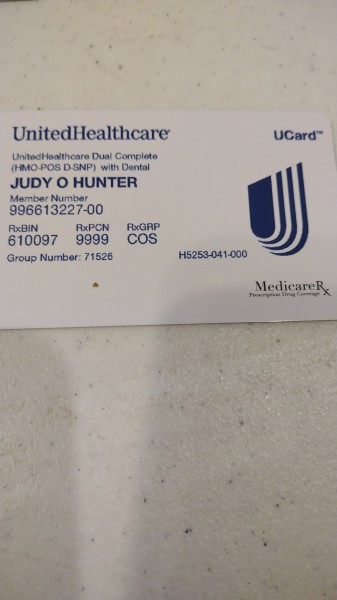 UnitedHealthcare® UCard™
UnitedHealthcare Dual Complete
(HMO-POS D-SNP) with Dental
JUDY O HUNTER
Member Number
996613227-00
RxBIN RxPCN RxGRP
610097 9999 COS
Group Number: 71526 H5253-041-000
MedicareRx
Prescription Drug Coverage